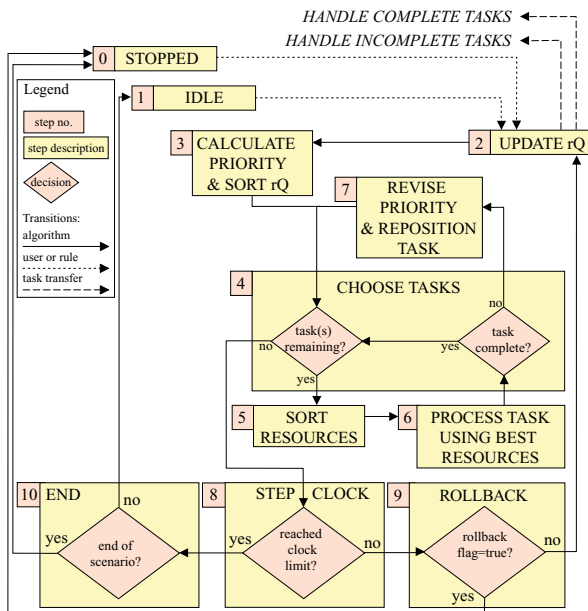 HANDLE COMPLETE TASKS
HANDLE INCOMPLETE TASKS
0 STOPPED
Legend
step no.
step description
decision
Transitions:
algorithm
user or rule
task transfer
1 IDLE
2 UPDATE rQ
3 CALCULATE
PRIORITY
& SORT rQ
7 REVISE
PRIORITY
& REPOSITION
TASK
4 CHOOSE TASKS
no
task(s)
remaining?
no
yes
task
complete?
yes
5 SORT
RESOURCES
6 PROCESS TASK
USING BEST
RESOURCES
10 END
no
yes
end of
scenario?
8 STEP CLOCK
yes
reached
clock
limit?
no
9 ROLLBACK
rollback
flag=true?
no
yes